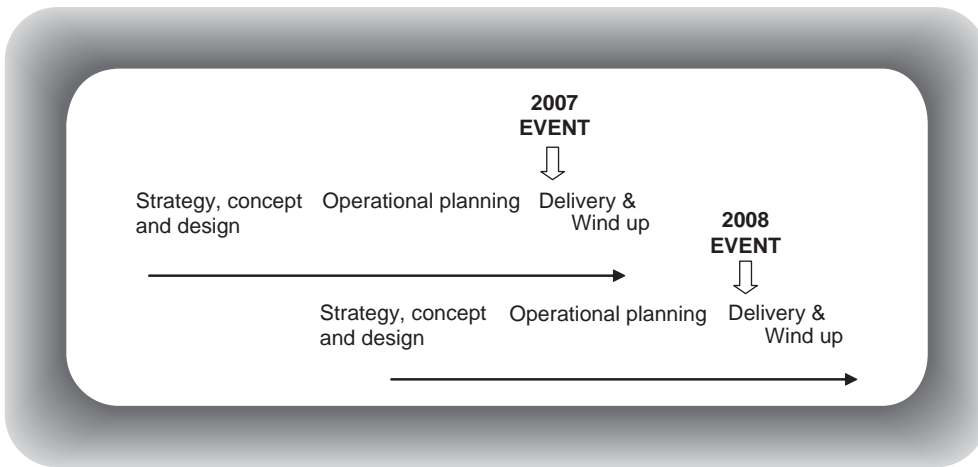 2007
EVENT
Strategy, concept
and design
Operational planning
Delivery &
Wind up
2008
EVENT
Strategy, concept
and design
Operational planning
Delivery &
Wind up